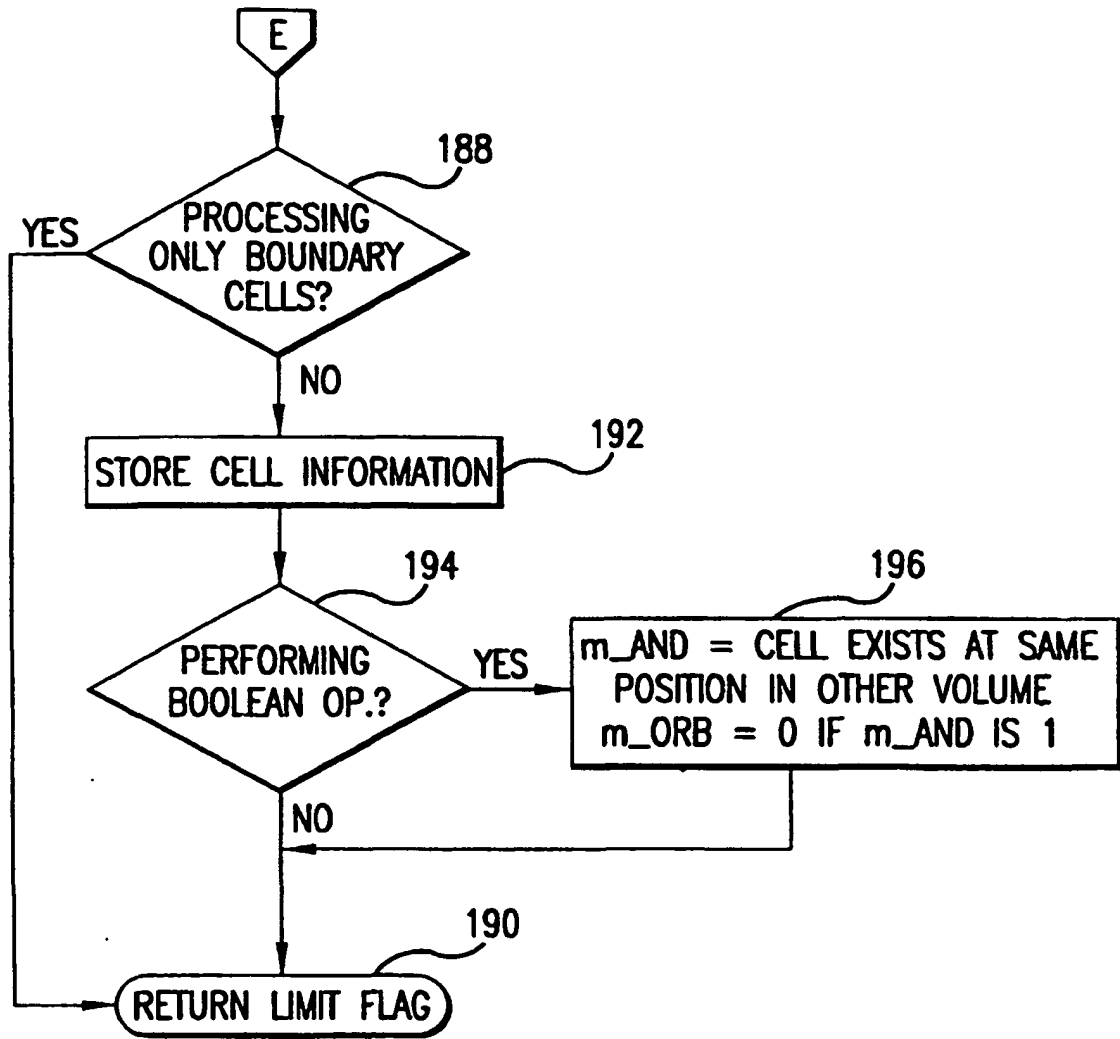 E
188
PROCESSING
ONLY BOUNDARY
CELLS?
YES
NO
192
STORE CELL INFORMATION
194
PERFORMING
BOOLEAN OP.?
YES
196
m_AND = CELL EXISTS AT SAME
POSITION IN OTHER VOLUME
m_ORB = 0 IF m_AND IS 1
NO
190
RETURN LIMIT FLAG